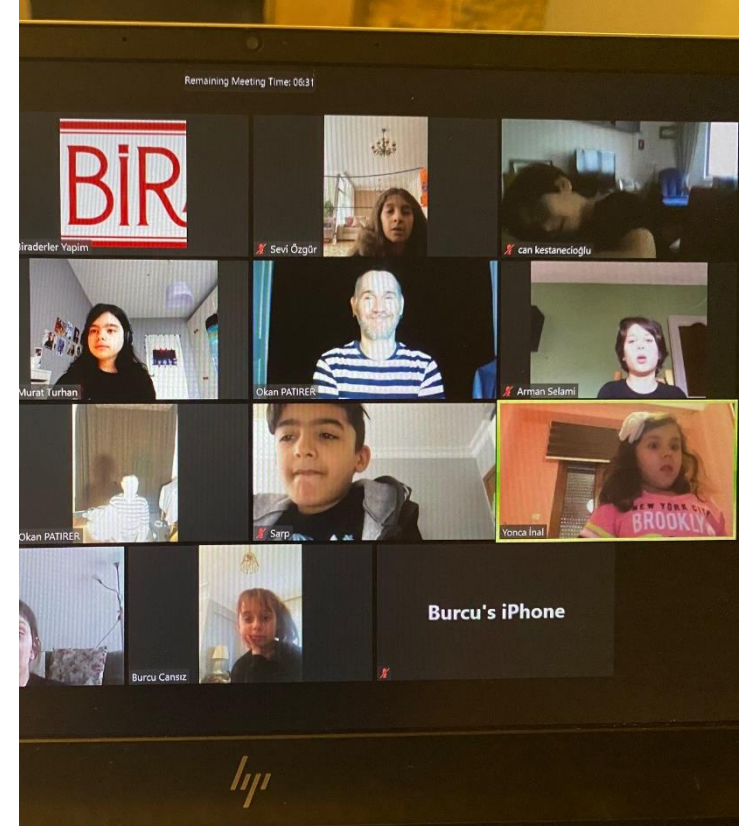 Remaining Meeting Time: 06:31
BİR
Biraderler Yapim
Sevi Özgür
can kestanecioğlu
Murat Turhan
Okan PATIRER
Arman Selami
Okan PATIRER
Sarp
NEW YORK CITY
BROOKLYN
Yonca İnal
Burcu Cansız
Burcu's iPhone
hp